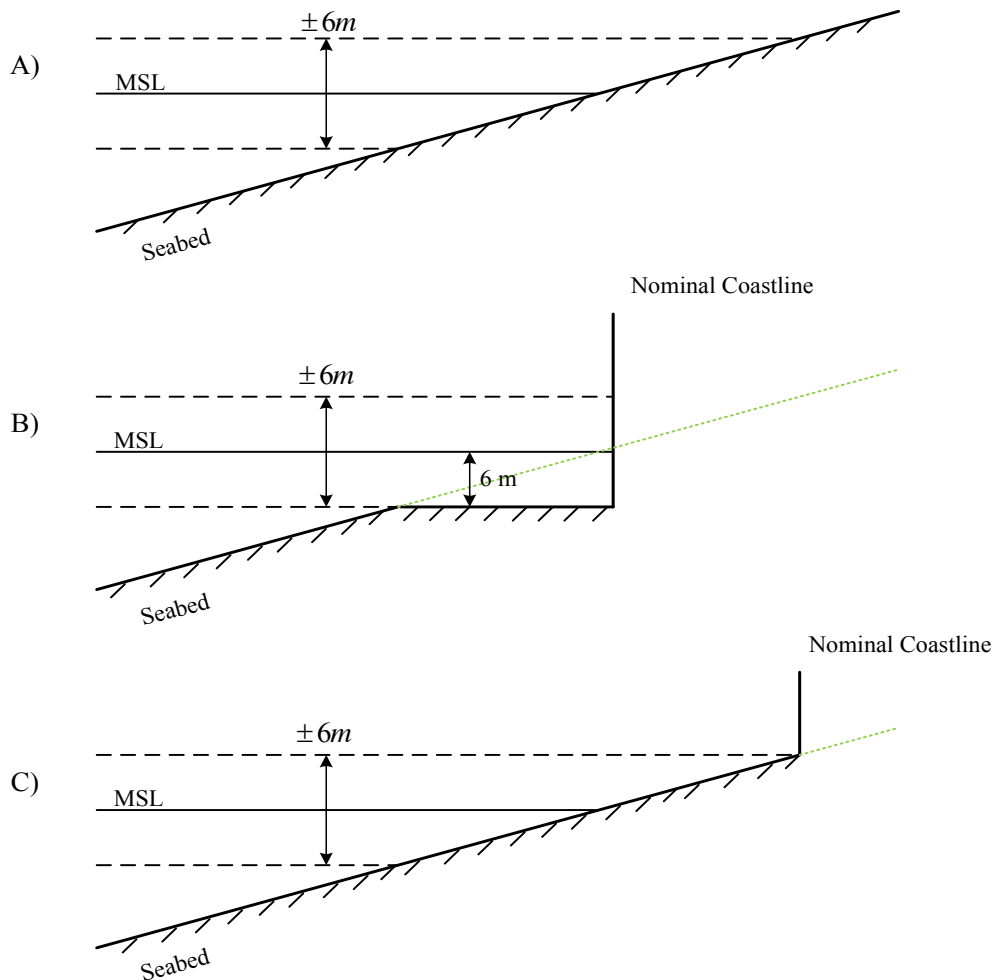 ±6m
A)
MSL
Seabed
Nominal Coastline
±6m
B)
MSL
6 m
Seabed
Nominal Coastline
±6m
C)
MSL
Seabed